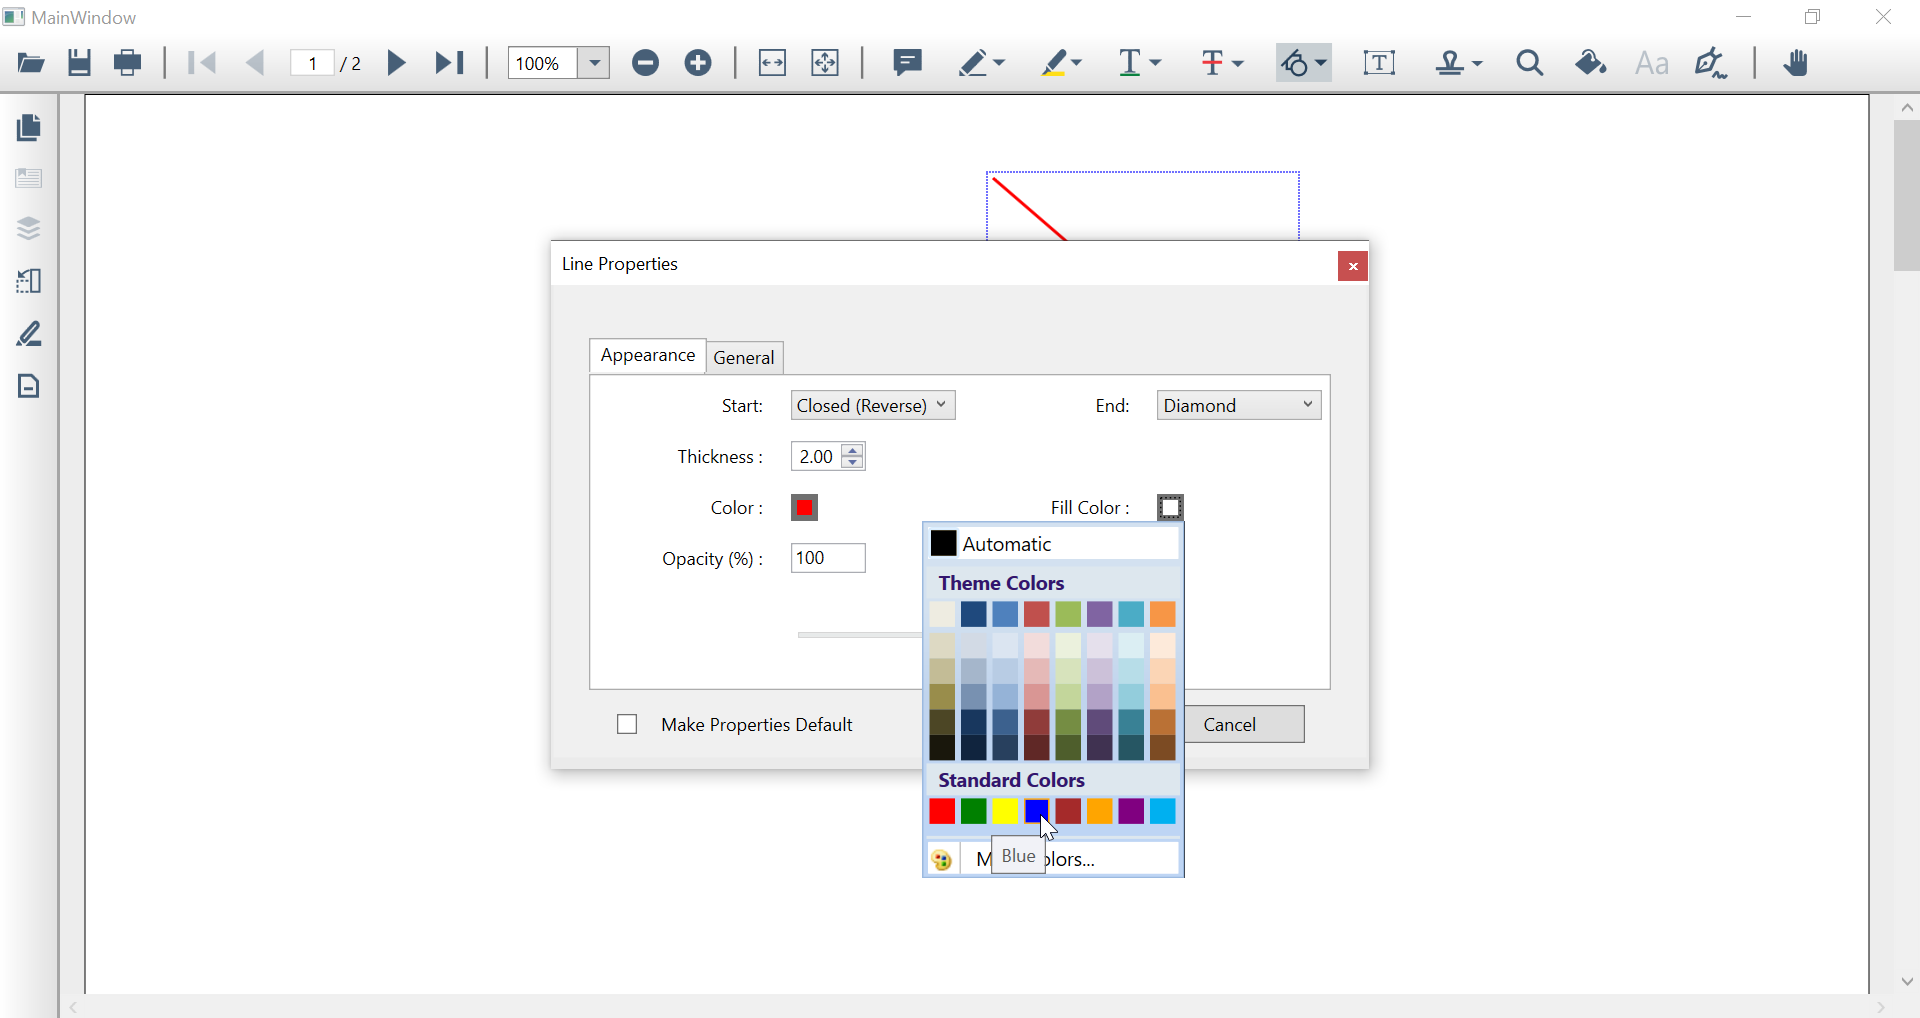 MainWindow
1 / 2
100%
T
T
T
Aa
Line Properties
Appearance
General
Start:
Closed (Reverse)
End:
Diamond
Thickness :
2.00
Color :
Fill Color :
Automatic
Opacity (%) :
100
Theme Colors
Make Properties Default
Cancel
Standard Colors
Blue